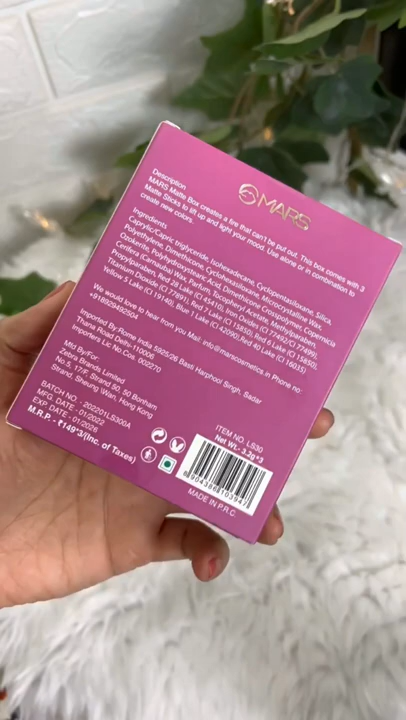 MARS
Description
MARS Matte Box creates a fire that can't be put out. This box comes with 3
Matte Sticks to lift up and light your mood. Use alone or in combination to
create new colors.
Ingredients
Caprylic/Capric triglyceride, Isohexadecane, Cyclopentasiloxane, Silica,
Polyethylene, Dimethicone, Cyclohexasiloxane, Microcrystalline Wax,
Ozokerite, Polyhydroxystearic Acid, Dimethicone Crosspolymer, Copernicia
Cerifera (Carnauba) Wax, Parfum, Tocopheryl Acetate, Methylparaben,
Propylparaben, Red 28 Lake (CI 45410), Iron Oxides (CI 77492/CI 77499),
Titanium Dioxide (CI 77891), Red 7 Lake (CI 15850), Red 6 Lake (CI 15850),
Yellow 5 Lake (CI 19140), Blue 1 Lake (CI 42090), Red 40 Lake (CI 16035)
We would love to hear from you Mail. info@marscosmetics.in Phone no-
+918929492504
Imported By:Rome India 5925/26 Basti Harphool Singh, Sadar
Thana Road Delhi-110006
Importers Lic No.Cos. 002270
Mfd By/For:
Zebra Brands Limited
No.5, 17/F, Strand 50, 50 Bonham
Strand, Sheung Wan, Hong Kong
BATCH NO. - 202201LS300A
MFG. DATE - 01/2022
EXP DATE - 01/2026
M.R.P. - ₹149*3/(Inc. of Taxes)
ITEM NO. LS30
Net Wt.- 3.2g*3
MADE IN P.R.C.